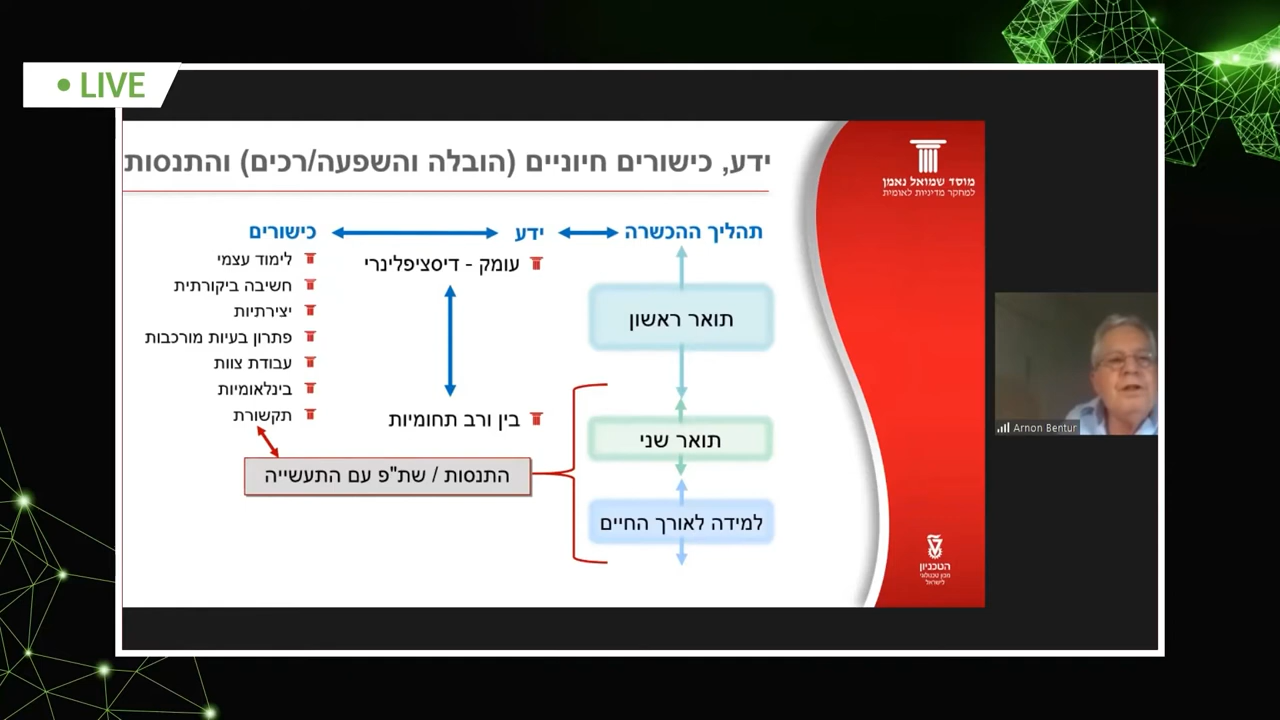 LIVE
ידע, כישורים חיוניים (הובלה והשפעה/רכים) והתנסות
מוסד שמואל נאמן
למחקר מדיניות לאומית
תהליך ההכשרה
ידע
כישורים
עומק - דיסציפלינרי
לימוד עצמי
חשיבה ביקורתית
יצירתיות
פתרון בעיות מורכבות
עבודת צוות
בינלאומיות
תקשורת
תואר ראשון
בין ורב תחומיות
תואר שני
התנסות / שת"פ עם התעשייה
למידה לאורך החיים
הטכניון
מכון טכנולוגי
לישראל
Arnon Bentur